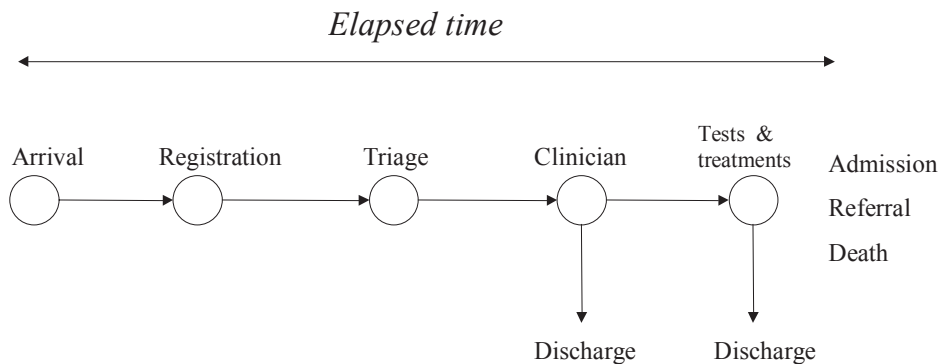 Elapsed time
Arrival
Registration
Triage
Clinician
Tests &
treatments
Admission
Referral
Death
Discharge
Discharge